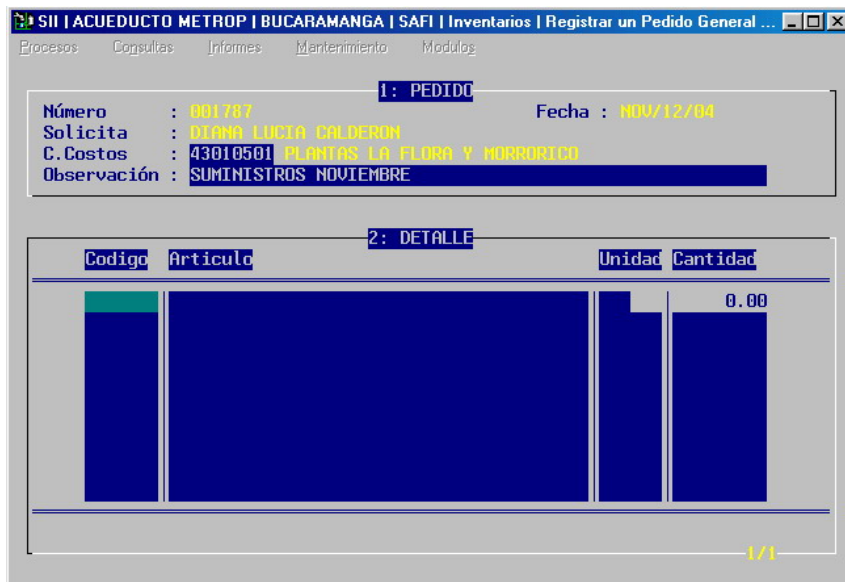 SII | ACUEDUCTO METROP | BUCARAMANGA | SAFI | Inventarios | Registrar un Pedido General ...
Procesos Consultas Informes Mantenimiento Modulos
1: PEDIDO
Número : 001787 Fecha : NOV/12/04
Solicita : DIANA LUCIA CALDERON
C.Costos : 43010501 PLANTAS LA FLORA Y MORRORICO
Observación : SUMINISTROS NOVIEMBRE
2: DETALLE
Codigo Articulo Unidad Cantidad
0.00
1/1